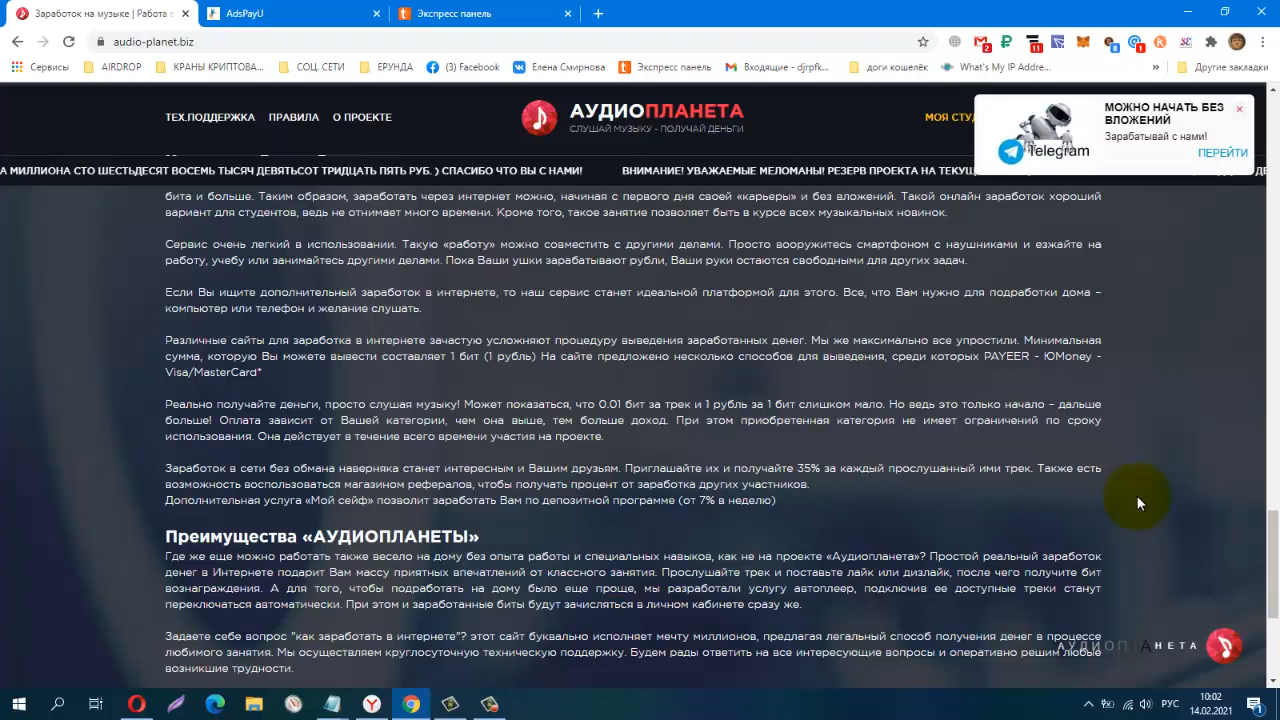 Заработок на музыке | Работа в
AdsPayU
Экспресс панель
audio-planet.biz
2
11
8
1
Сервисы
AIRDROP
КРАНЫ КРИПТОВА...
СОЦ. СЕТИ
ЕРУНДА
(3) Facebook
Елена Смирнова
Экспресс панель
Входящие - djrpfk...
доги кошелёк
What's My IP Addre...
»
Другие закладки
ТЕХ.ПОДДЕРЖКА
ПРАВИЛА
О ПРОЕКТЕ
АУДИОПЛАНЕТА
СЛУШАЙ МУЗЫКУ - ПОЛУЧАЙ ДЕНЬГИ
МОЯ СТУД
МОЖНО НАЧАТЬ БЕЗ
ВЛОЖЕНИЙ
Зарабатывай с нами!
Telegram
ПЕРЕЙТИ
А МИЛЛИОНА СТО ШЕСТЬДЕСЯТ ВОСЕМЬ ТЫСЯЧ ДЕВЯТЬСОТ ТРИДЦАТЬ ПЯТЬ РУБ. ) СПАСИБО ЧТО ВЫ С НАМИ!
ВНИМАНИЕ! УВАЖАЕМЫЕ МЕЛОМАНЫ! РЕЗЕРВ ПРОЕКТА НА ТЕКУЩ
бита и больше. Таким образом, заработать через интернет можно, начиная с первого дня своей «карьеры» и без вложений. Такой онлайн заработок хороший
вариант для студентов, ведь не отнимает много времени. Кроме того, такое занятие позволяет быть в курсе всех музыкальных новинок.
Сервис очень легкий в использовании. Такую «работу» можно совместить с другими делами. Просто вооружитесь смартфоном с наушниками и езжайте на
работу, учебу или занимайтесь другими делами. Пока Ваши ушки зарабатывают рубли, Ваши руки остаются свободными для других задач.
Если Вы ищите дополнительный заработок в интернете, то наш сервис станет идеальной платформой для этого. Все, что Вам нужно для подработки дома –
компьютер или телефон и желание слушать.
Различные сайты для заработка в интернете зачастую усложняют процедуру выведения заработанных денег. Мы же максимально все упростили. Минимальная
сумма, которую Вы можете вывести составляет 1 бит (1 рубль) На сайте предложено несколько способов для выведения, среди которых PAYEER - ЮMoney -
Visa/MasterCard*
Реально получайте деньги, просто слушая музыку! Может показаться, что 0.01 бит за трек и 1 рубль за 1 бит слишком мало. Но ведь это только начало – дальше
больше! Оплата зависит от Вашей категории, чем она выше, тем больше доход. При этом приобретенная категория не имеет ограничений по сроку
использования. Она действует в течение всего времени участия на проекте.
Заработок в сети без обмана наверняка станет интересным и Вашим друзьям. Приглашайте их и получайте 35% за каждый прослушанный ими трек. Также есть
возможность воспользоваться магазином рефералов, чтобы получать процент от заработка других участников.
Дополнительная услуга «Мой сейф» позволит заработать Вам по депозитной программе (от 7% в неделю)
Преимущества «АУДИОПЛАНЕТЫ»
Где же еще можно работать также весело на дому без опыта работы и специальных навыков, как не на проекте «Аудиопланета»? Простой реальный заработок
денег в Интернете подарит Вам массу приятных впечатлений от классного занятия. Прослушайте трек и поставьте лайк или дизлайк, после чего получите бит
вознаграждения. А для того, чтобы подработать на дому было еще проще, мы разработали услугу автоплеер, подключив ее доступные треки станут
переключаться автоматически. При этом и заработанные биты будут зачисляться в личном кабинете сразу же.
Задаете себе вопрос "как заработать в интернете"? этот сайт буквально исполняет мечту миллионов, предлагая легальный способ получения денег в процессе
любимого занятия. Мы осуществляем круглосуточную техническую поддержку. Будем рады ответить на все интересующие вопросы и оперативно решим любые
возникшие трудности.
РУС
10:02
14.02.2021
1